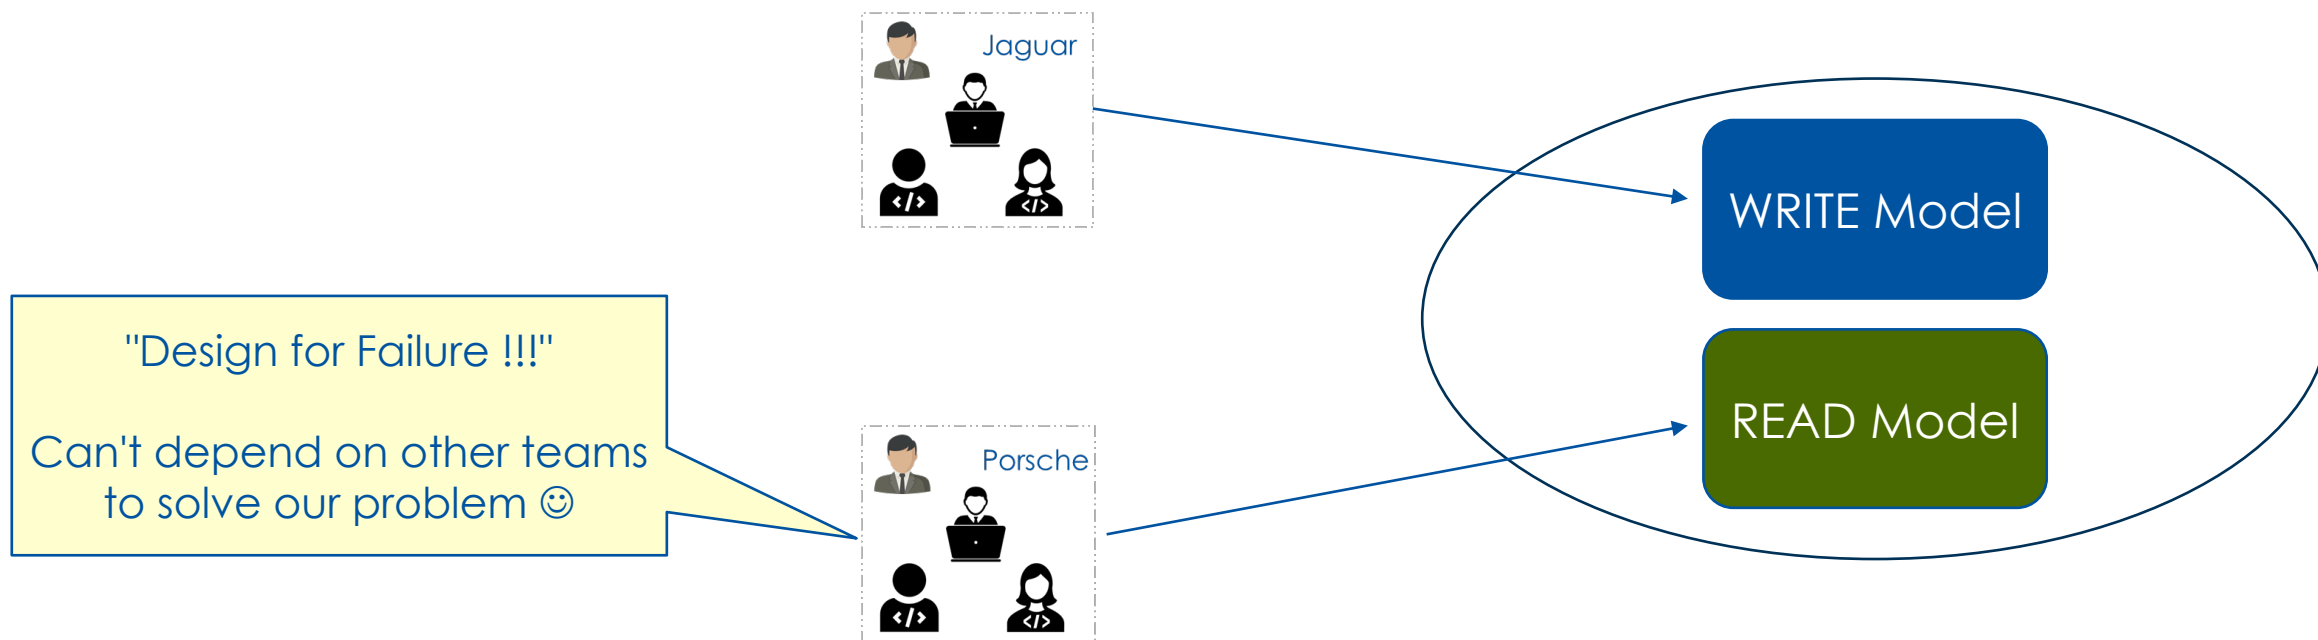 Jaguar
WRITE Model
"Design for Failure !!!"
Can't depend on other teams
to solve our problem ☺
READ Model
Porsche
</>
</>
</>
</>